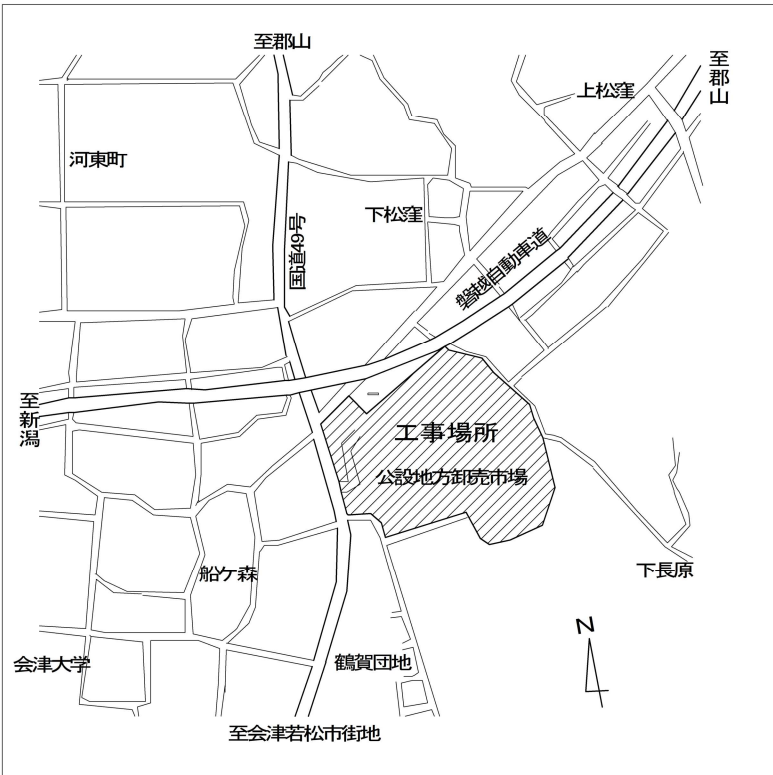 至郡山
至郡山
上松窪
河東町
下松窪
国道49号
磐越自動車道
至新潟
工事場所
公設地方卸売市場
船ケ森
下長原
N
会津大学
鶴賀団地
至会津若松市街地